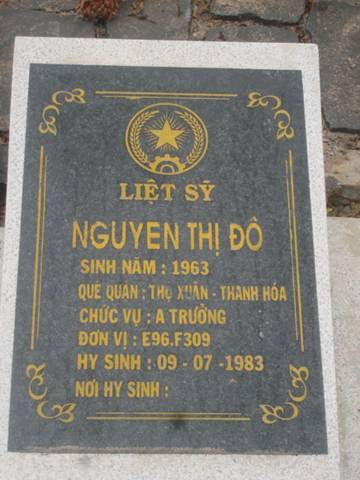 LIỆT SỸ
NGUYEN THỊ ĐÔ
SINH NĂM : 1963
QUÊ QUÁN : THỌ XUÂN - THANH HÓA
CHỨC VỤ : A TRƯỞNG
ĐƠN VỊ : E96.F309
HY SINH : 09 - 07 -1983
NƠI HY SINH :